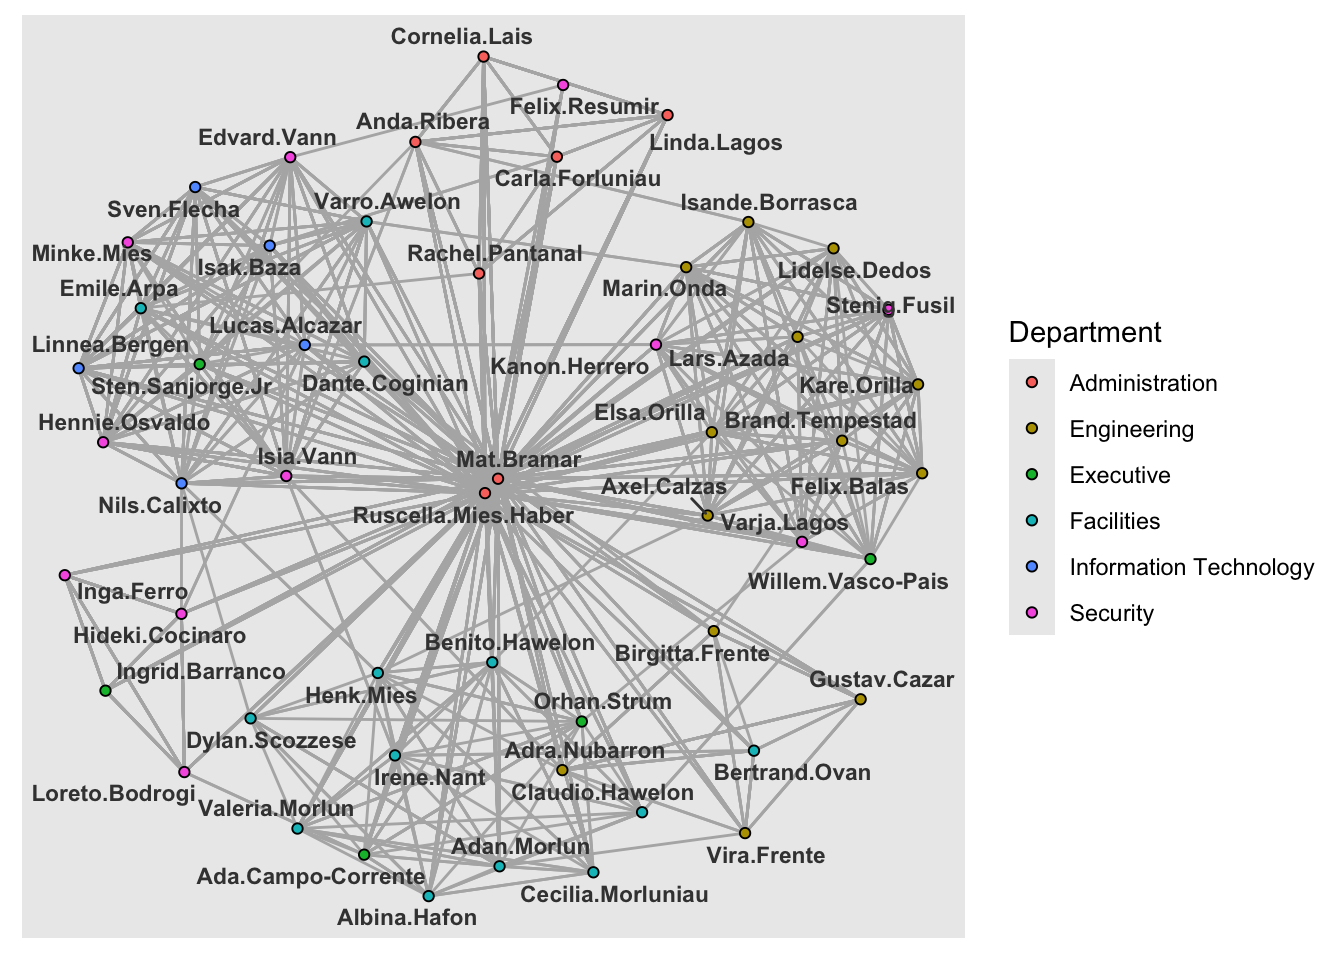 Cornelia.Lais
Felix.Resumir
Anda.Ribera
Linda.Lagos
Edvard.Vann
Carla.Forluniau
Varro.Awelon
Isande.Borrasca
Sven.Flecha
Minke.Mies
Rachel.Pantanal
Isak.Baza
Lidelse.Dedos
Emile.Arpa
Marin.Onda
Stenig.Fusil
Lucas.Alcazar
Linnea.Bergen
Kanon.Herrero
Lars.Azada
Sten.Sanjorge.Jr
Dante.Coginian
Kare.Orilla
Hennie.Osvaldo
Elsa.Orilla
Brand.Tempestad
Isia.Vann
Mat.Bramar
Nils.Calixto
Axel.Calzas
Felix.Balas
Ruscella.Mies.Haber
Varja.Lagos
Willem.Vasco-Pais
Inga.Ferro
Hideki.Cocinaro
Benito.Hawelon
Birgitta.Frente
Ingrid.Barranco
Henk.Mies
Gustav.Cazar
Orhan.Strum
Dylan.Scozzese
Adra.Nubarron
Irene.Nant
Bertrand.Ovan
Loreto.Bodrogi
Claudio.Hawelon
Valeria.Morlun
Adan.Morlun
Vira.Frente
Ada.Campo-Corrente
Cecilia.Morluniau
Albina.Hafon
Department
Administration
Engineering
Executive
Facilities
Information Technology
Security